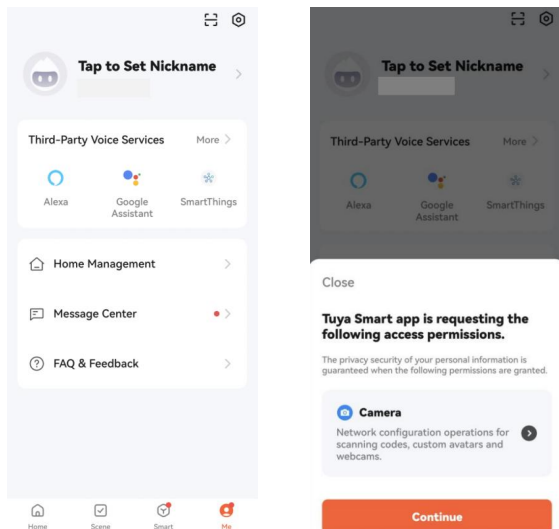 Tap to Set Nickname
Third-Party Voice Services More
Alexa
Google Assistant
SmartThings
Home Management
Message Center
FAQ & Feedback
Home Scene Smart Me
Tap to Set Nickname
Third-Party Voice Services More
Alexa
Google Assistant
SmartThings
Close
Tuya Smart app is requesting the
following access permissions.
The privacy security of your personal information is
guaranteed when the following permissions are granted.
Camera
Network configuration operations for
scanning codes, custom avatars and
webcams.
Continue